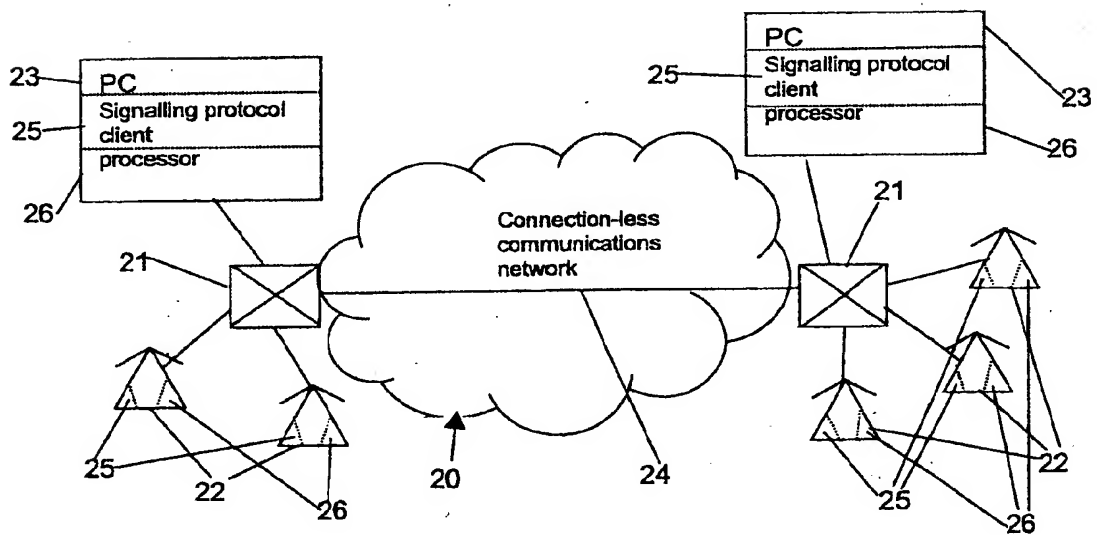 PC
23
Signalling protocol
client
25
processor
26
PC
25
Signalling protocol
client
23
processor
26
Connection-less
communications
network
21
21
25
22
26
20
24
25
22
26